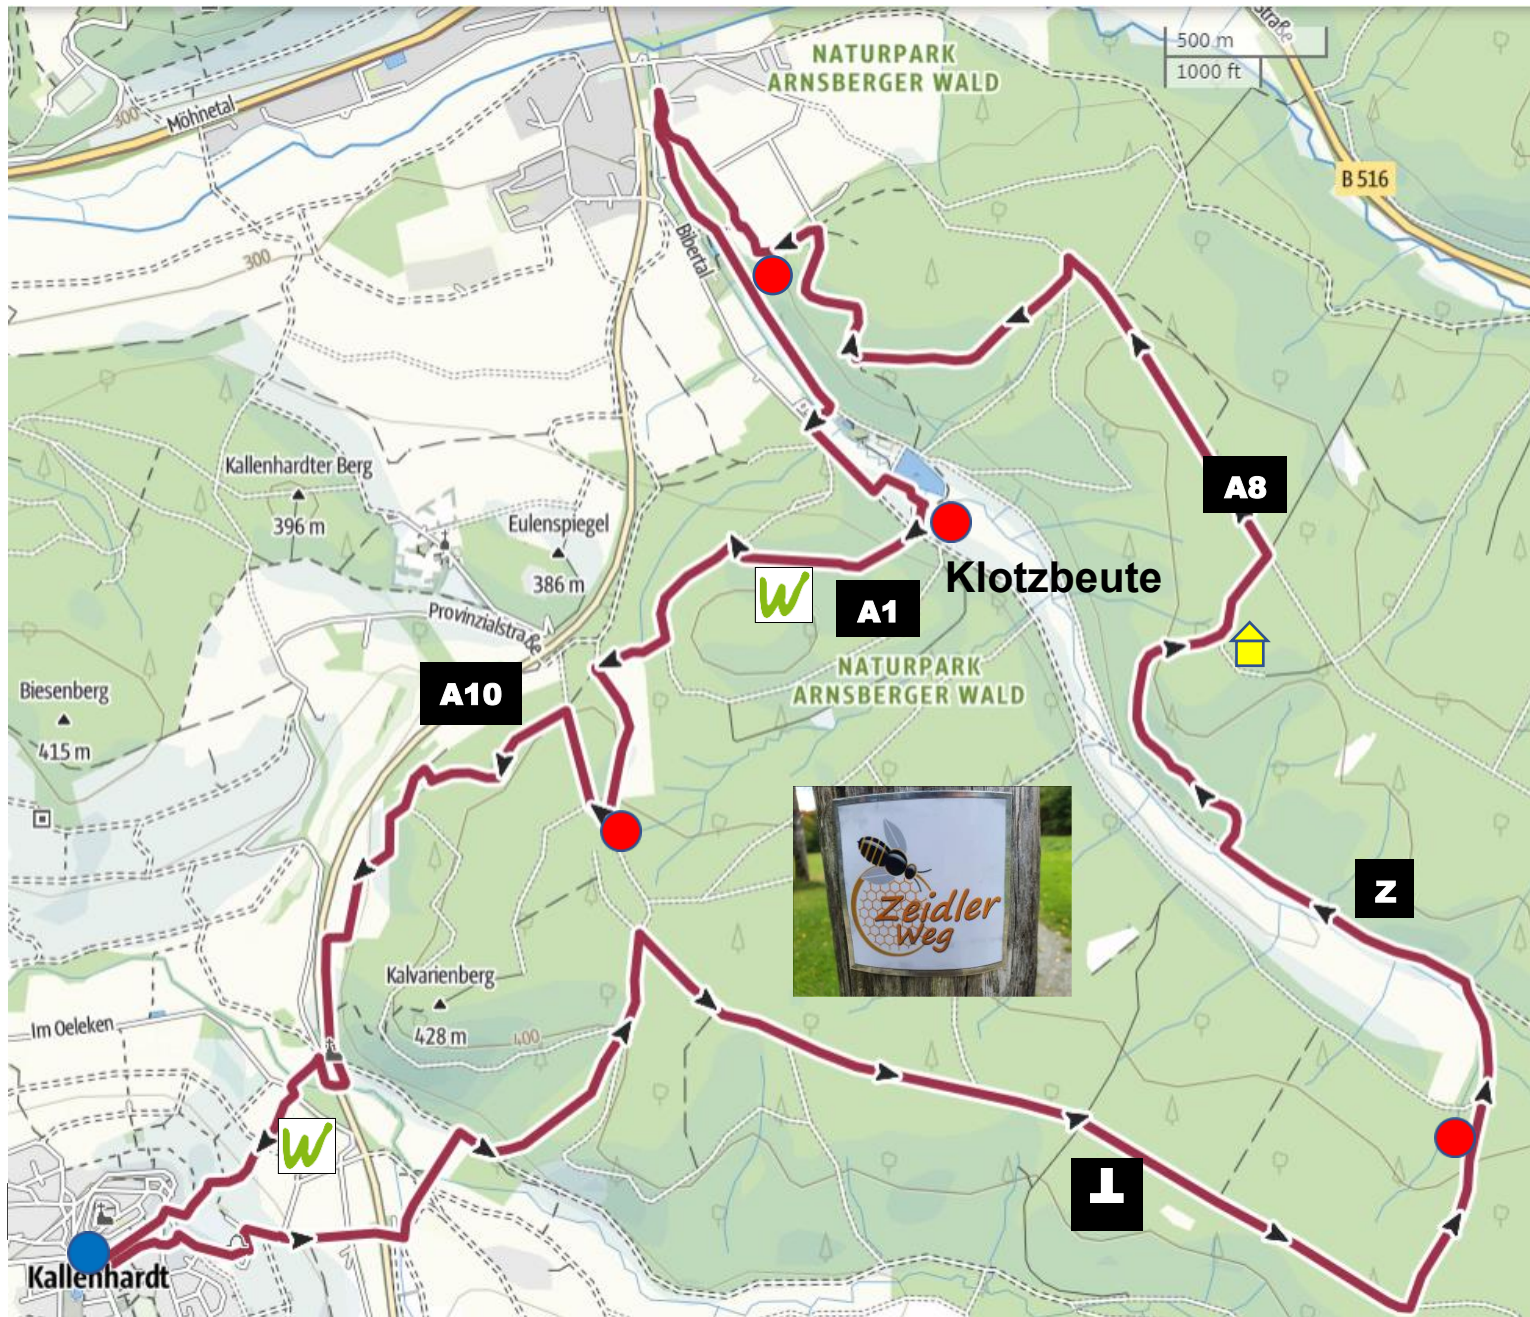 straße
500 m
1000 ft
NATURPARK
ARNSBERGER WALD
Möhnetal
300
B 516
Bibertal
300
Kallenhardter Berg
396 m
A8
Eulenspiegel
386 m
Klotzbeute
W
A1
Provinzialstraße
NATURPARK
ARNSBERGER WALD
A10
Biesenberg
415 m
Zeidler
Weg
Z
Kalvarienberg
428 m
400
Im Oeleken
W
⊥
Kallenhardt